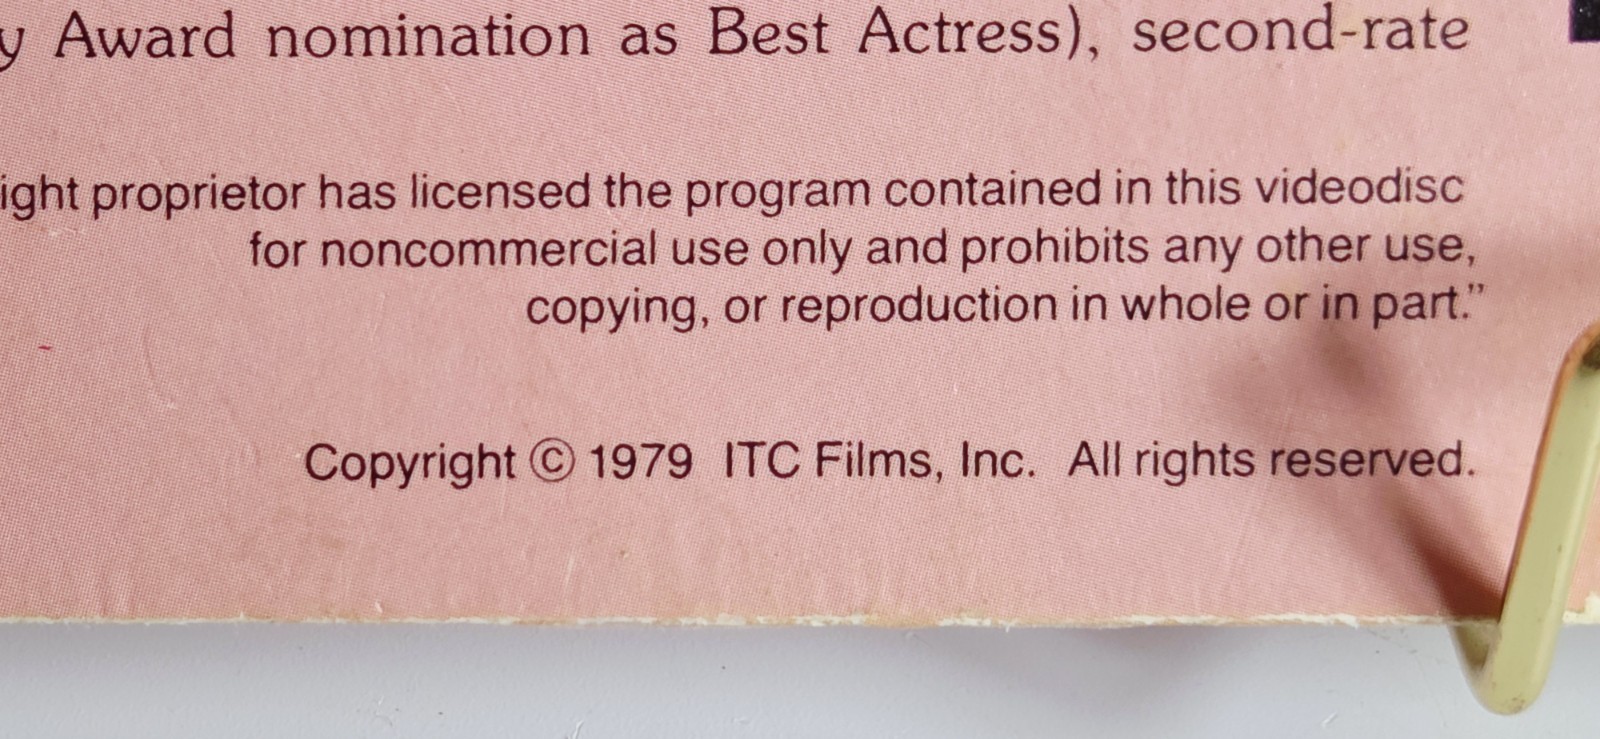 y Award nomination as Best Actress), second-rate
ight proprietor has licensed the program contained in this videodisc
for noncommercial use only and prohibits any other use,
copying, or reproduction in whole or in part.”
Copyright © 1979 ITC Films, Inc. All rights reserved.